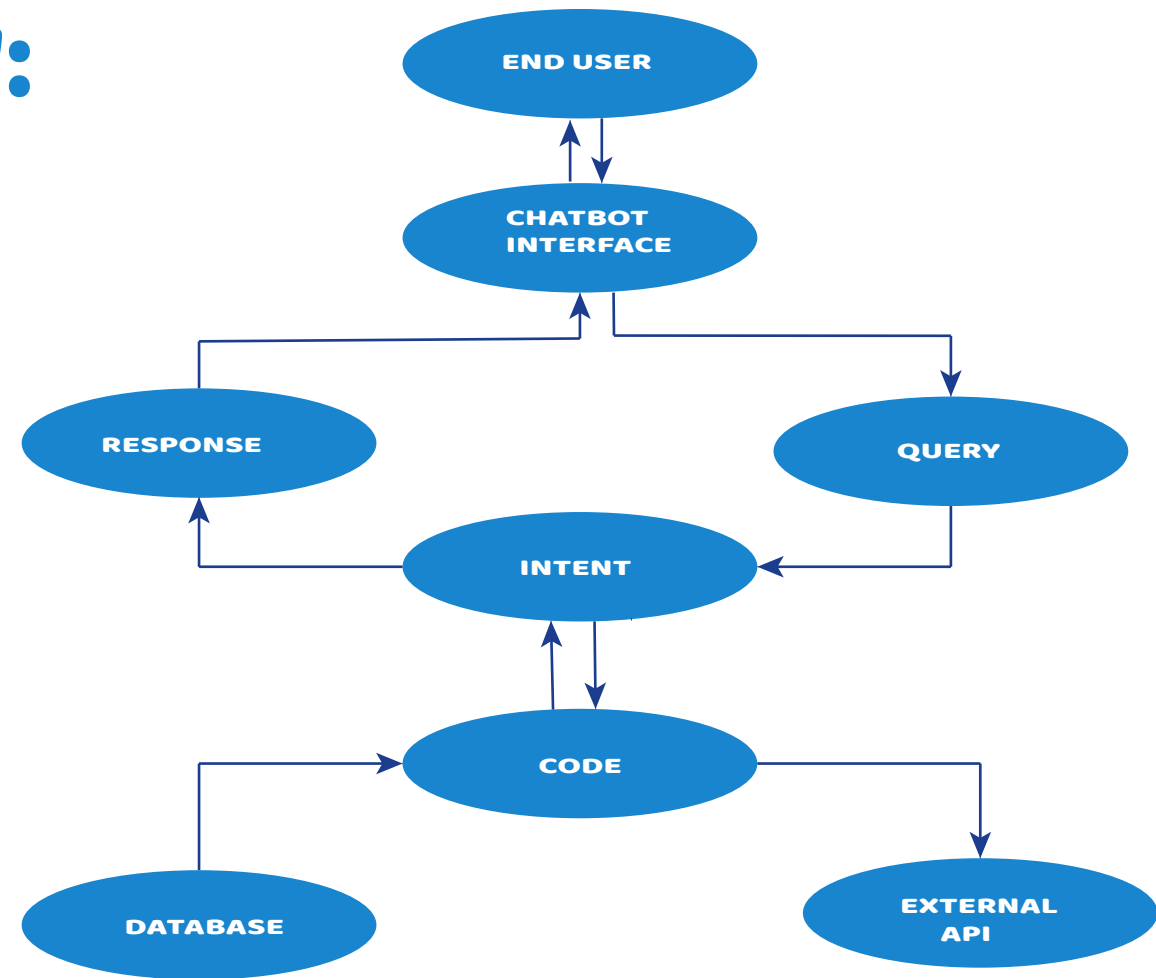 END USER
CHATBOT
INTERFACE
RESPONSE
QUERY
INTENT
CODE
DATABASE
EXTERNAL
API